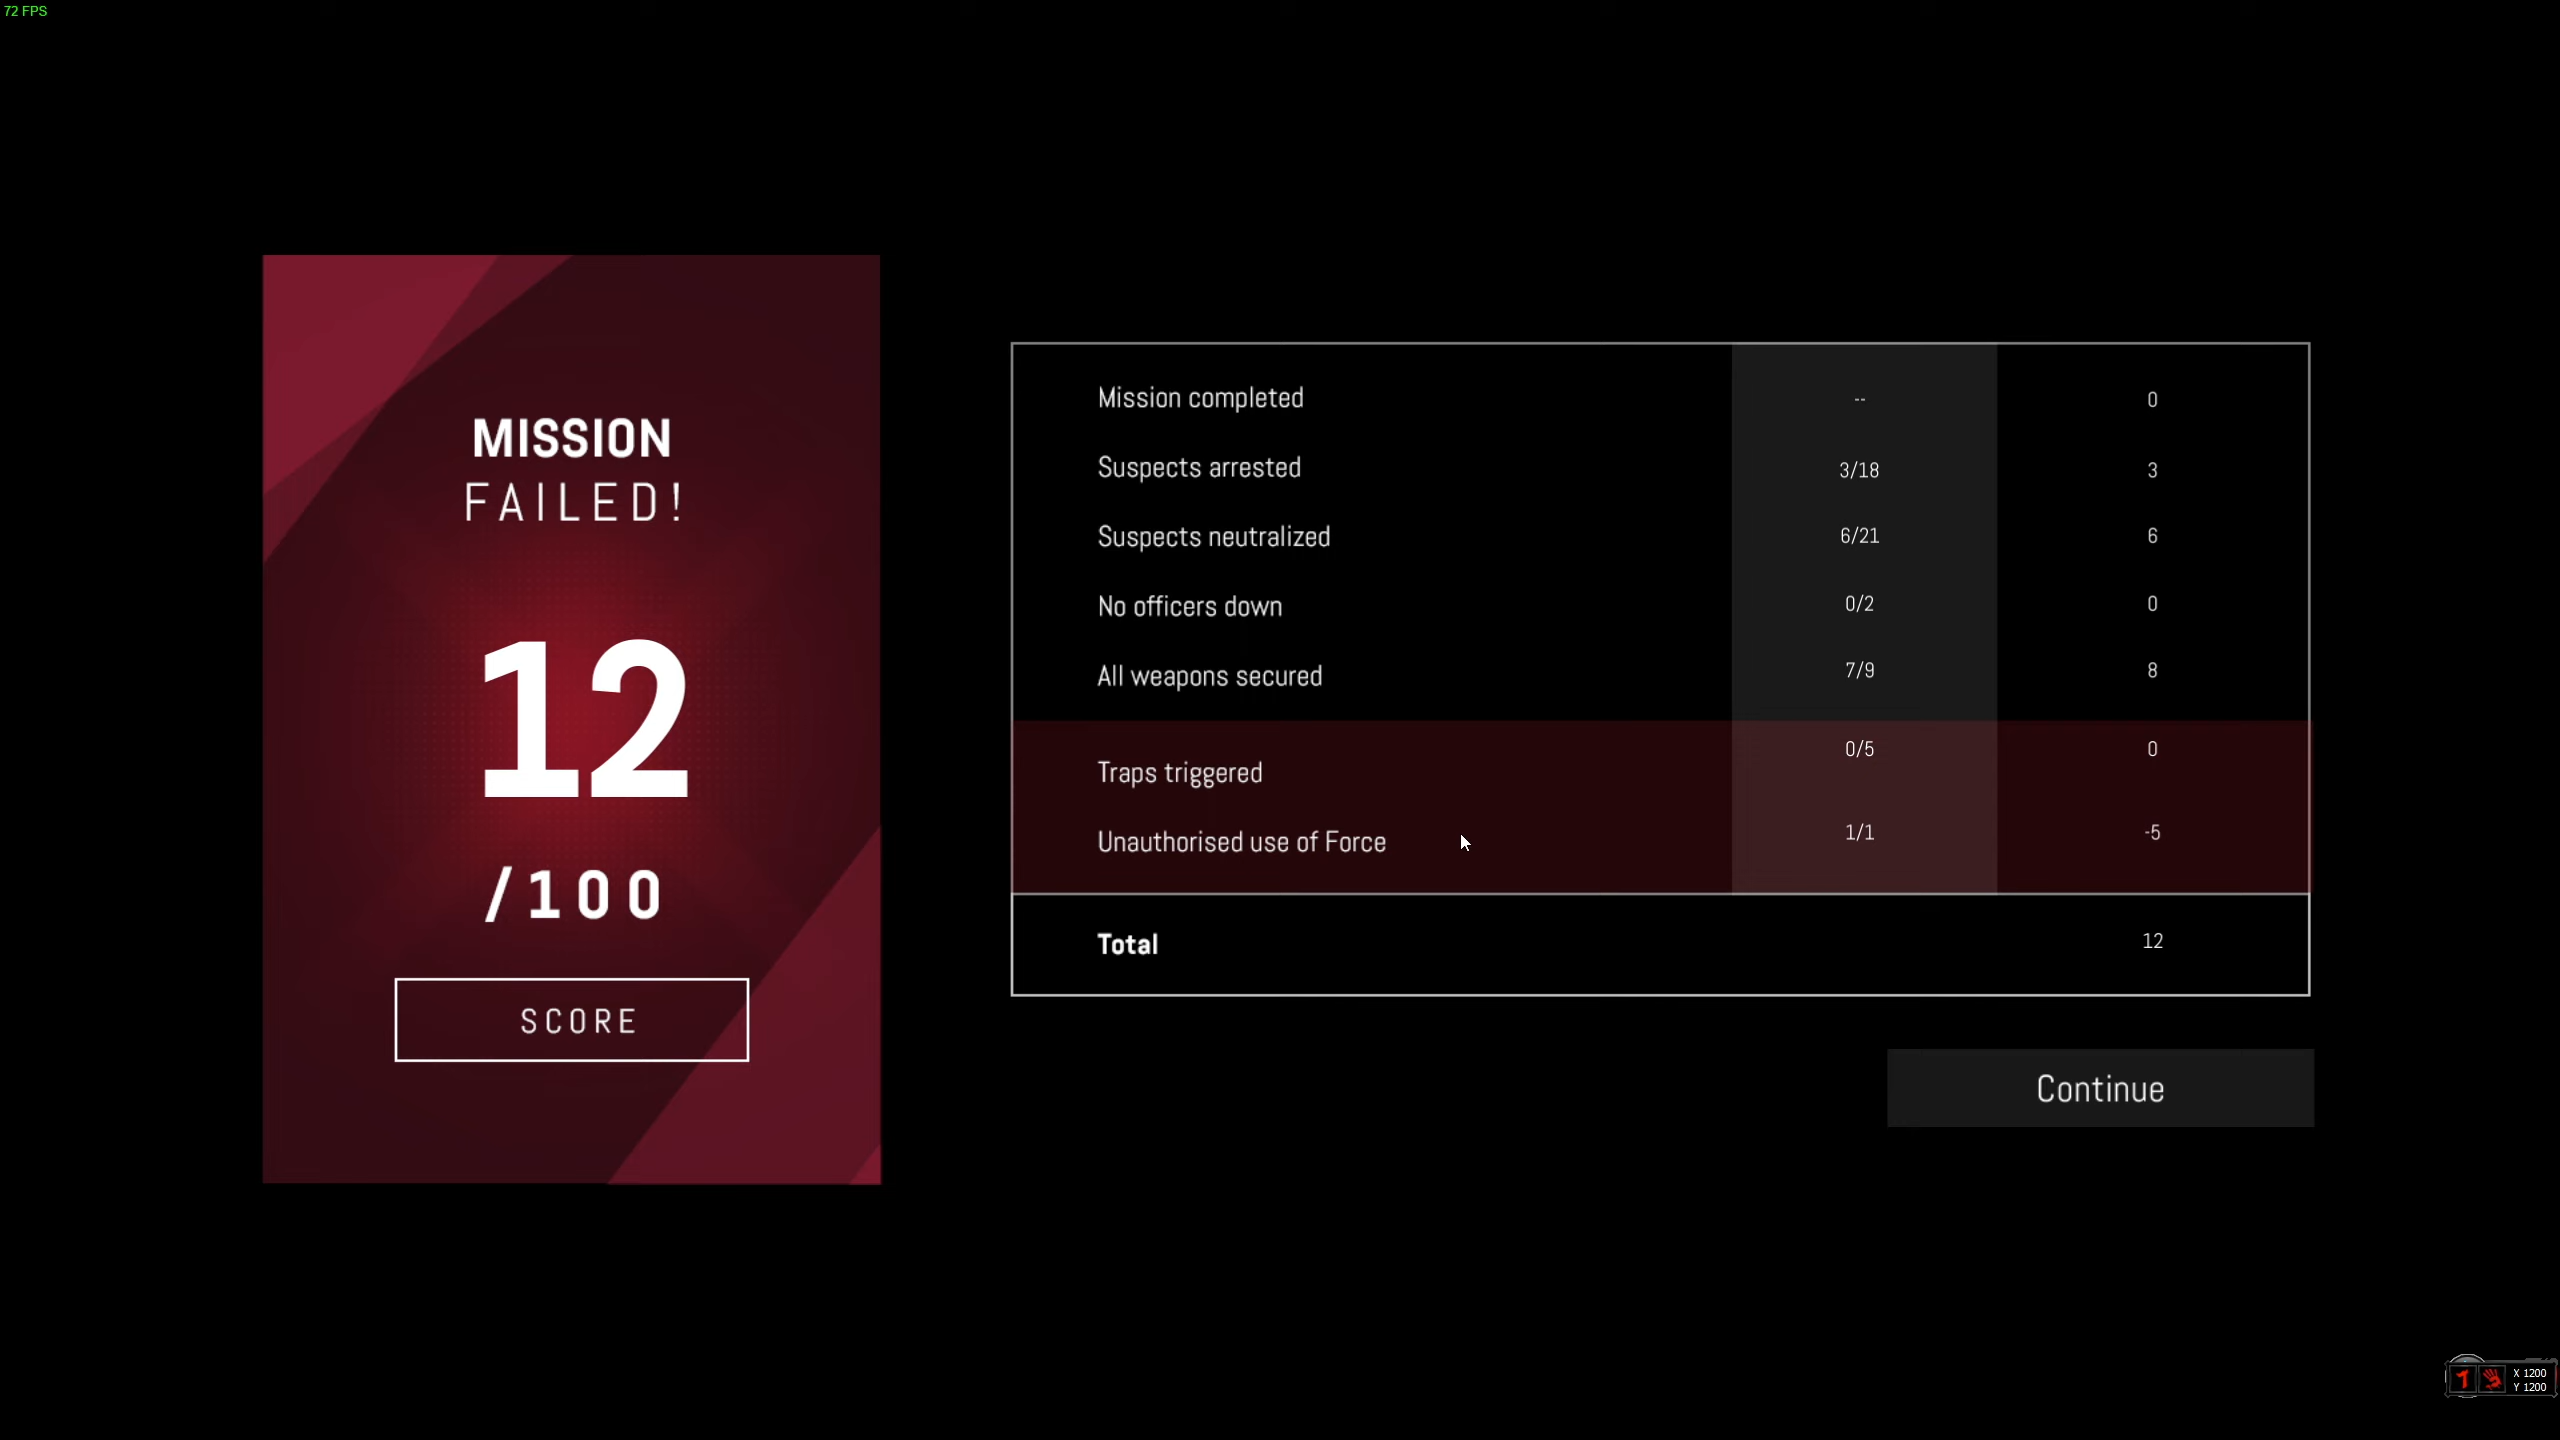 72 FPS
MISSION
FAILED!
12
/100
SCORE
Mission completed -- 0
Suspects arrested 3/18 3
Suspects neutralized 6/21 6
No officers down 0/2 0
All weapons secured 7/9 8
Traps triggered 0/5 0
Unauthorised use of Force 1/1 -5
Total 12
Continue
X 1200
Y 1200